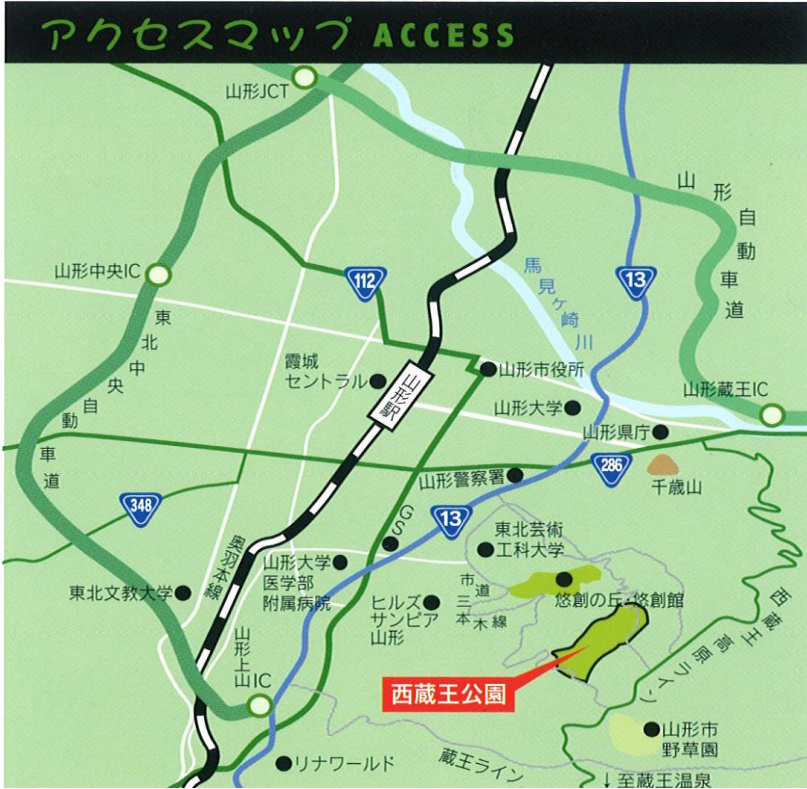 アクセスマップ ACCESS
山形JCT
山形自動車道
山形中央IC
112
13
馬見ヶ崎川
東北中央自動車道
霞城
セントラル
山形駅
山形市役所
山形蔵王IC
山形大学
山形県庁
286
千歳山
山形警察署
348
13
GS
奥羽本線
東北芸術
工科大学
山形大学
医学部
附属病院
東北文教大学
ヒルズ
サンピア
山形
市道三本木線
悠創の丘・悠創館
西蔵王高原ライン
山形上山IC
西蔵王公園
山形市
野草園
リナワールド
蔵王ライン
↓至蔵王温泉